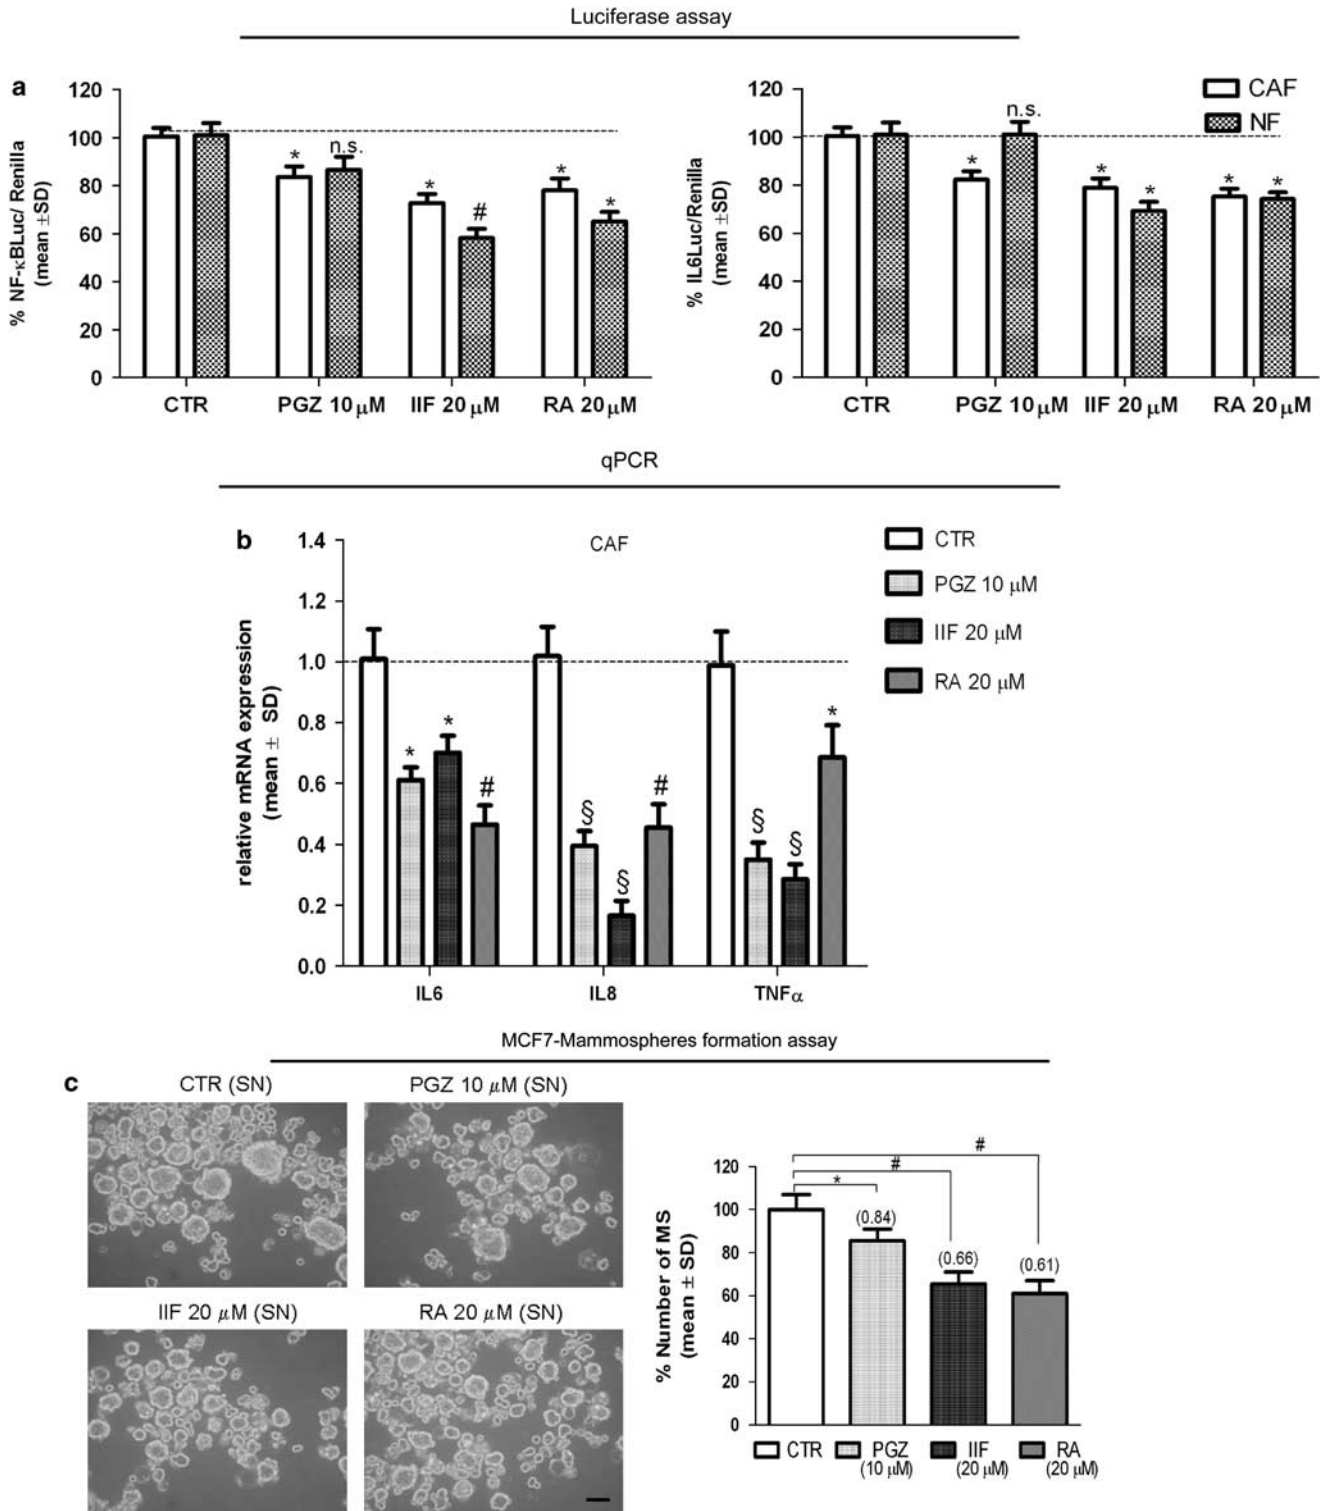 Luciferase assay
a
% NF-κBLuc/ Renilla
(mean ±SD)
120
100
80
60
40
20
0
*
n.s.
*
#
*
*
CTR
PGZ 10 μM
IIF 20 μM
RA 20 μM
% IL6Luc/Renilla
(mean ±SD)
120
100
80
60
40
20
0
*
n.s.
*
*
*
*
CTR
PGZ 10 μM
IIF 20 μM
RA 20 μM
CAF
NF
qPCR
b
CAF
relative mRNA expression
(mean ± SD)
1.4
1.2
1.0
0.8
0.6
0.4
0.2
0.0
*
*
#
§
§
#
§
§
*
IL6
IL8
TNFα
CTR
PGZ 10 μM
IIF 20 μM
RA 20 μM
MCF7-Mammospheres formation assay
c
CTR (SN)
PGZ 10 μM (SN)
IIF 20 μM (SN)
RA 20 μM (SN)
% Number of MS
(mean ± SD)
120
100
80
60
40
20
0
#
#
*
(0.84)
(0.66)
(0.61)
CTR
PGZ
(10 μM)
IIF
(20 μM)
RA
(20 μM)